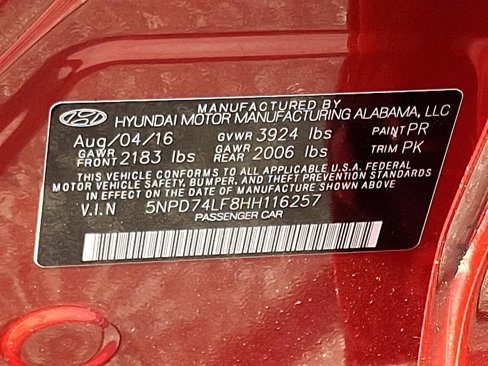 MANUFACTURED BY
HYUNDAI MOTOR MANUFACTURING ALABAMA, LLC
Aug/04/16 GVWR 3924 lbs PAINT PR
GAWR FRONT 2183 lbs GAWR REAR 2006 lbs TRIM PK
THIS VEHICLE CONFORMS TO ALL APPLICABLE U.S.A. FEDERAL
MOTOR VEHICLE SAFETY, BUMPER, AND THEFT PREVENTION STANDARDS
IN EFFECT ON THE DATE OF MANUFACTURE SHOWN ABOVE.
V.I.N 5NPD74LF8HH116257
PASSENGER CAR